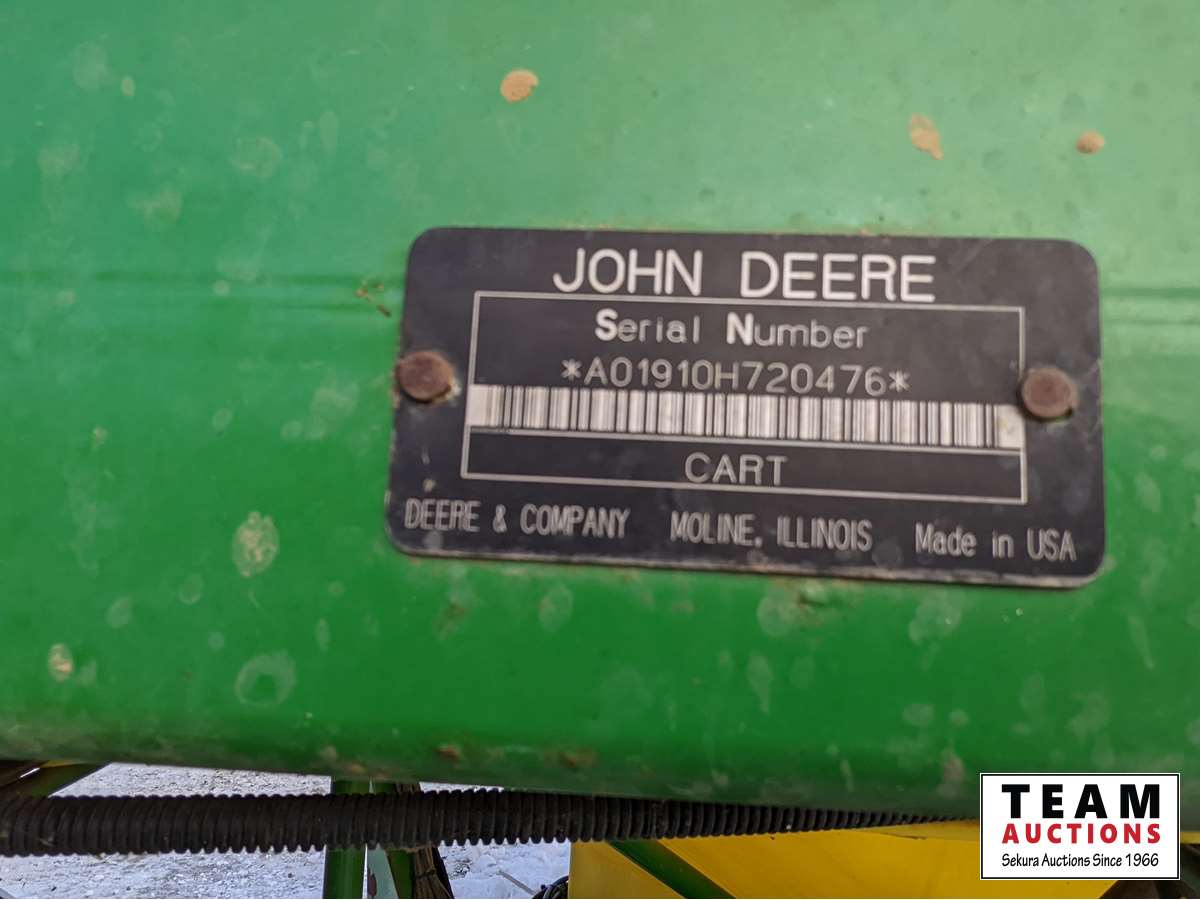 JOHN DEERE
Serial Number
*A01910H720476*
CART
DEERE & COMPANY MOLINE, ILLINOIS Made in USA
TEAM
AUCTIONS
Sekura Auctions Since 1966